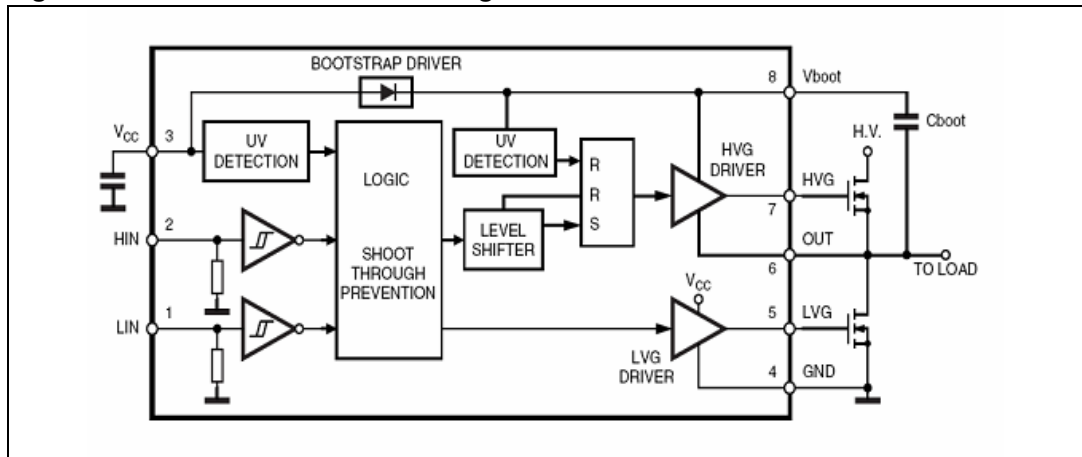 BOOTSTRAP DRIVER
8
Vboot
VCC
3
UV
DETECTION
UV
DETECTION
Cboot
H.V.
LOGIC
SHOOT
THROUGH
PREVENTION
R
R
S
HVG
DRIVER
HVG
7
HIN
2
LEVEL
SHIFTER
OUT
6
TO LOAD
LIN
1
VCC
5
LVG
LVG
DRIVER
4
GND